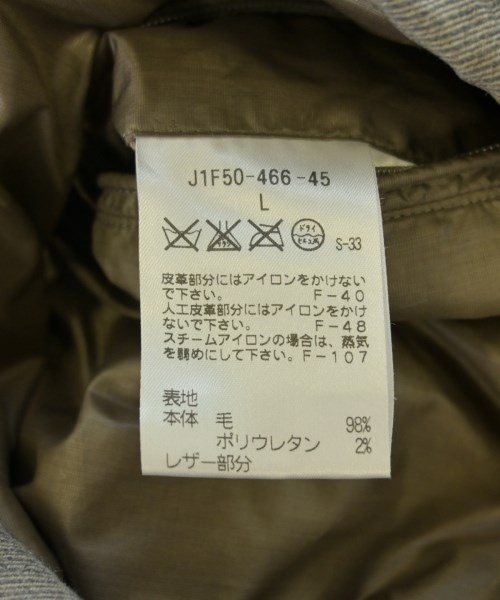 J1F50-466-45
L
ドライ
セキユ系
S-33
皮革部分にはアイロンをかけない
で下さい。 F-40
人工皮革部分にはアイロンをかけ
ないで下さい。 F-48
スチームアイロンの場合は、蒸気
を弱めにして下さい。F-107
表地
本体 毛 98%
ポリウレタン 2%
レザー部分